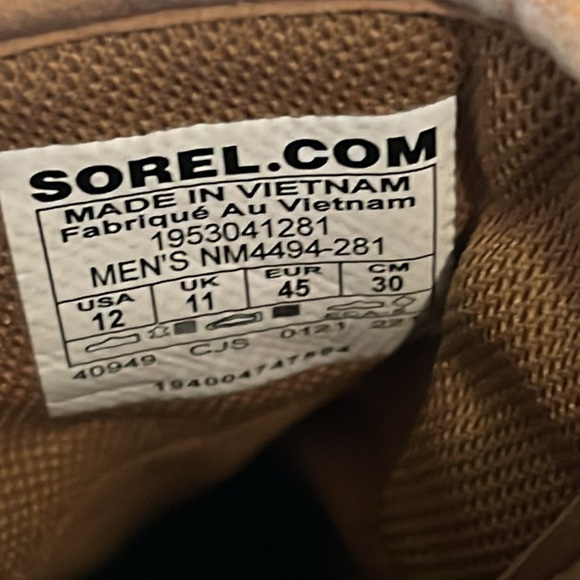 SOREL.COM
MADE IN VIETNAM
Fabriqué Au Vietnam
1953041281
MEN'S NM4494-281
USA UK EUR CM
12 11 45 30
40949 CJS 0121